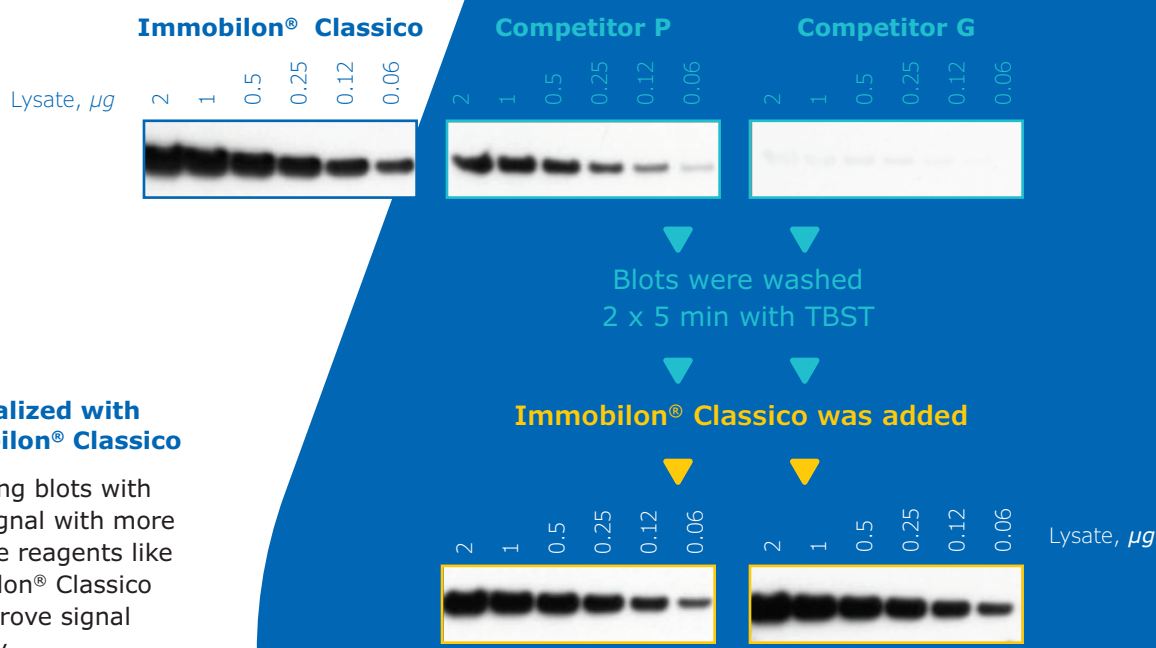 Immobilon® Classico
Competitor P
Competitor G
Lysate, µg
2 1 0.5 0.25 0.12 0.06
2 1 0.5 0.25 0.12 0.06
2 1 0.5 0.25 0.12 0.06
Blots were washed
2 x 5 min with TBST
Immobilon® Classico was added
2 1 0.5 0.25 0.12 0.06
2 1 0.5 0.25 0.12 0.06
Lysate, µg
alized with
ilon® Classico
ng blots with
gnal with more
e reagents like
lon® Classico
rove signal